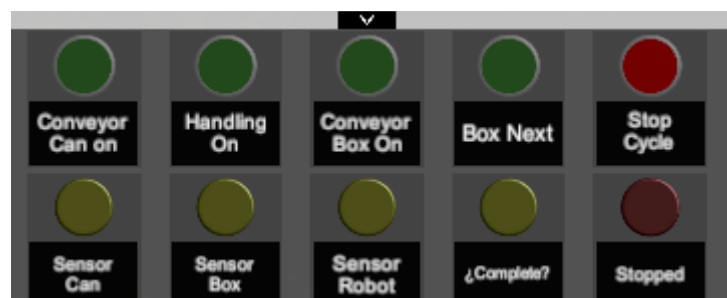 Conveyor
Can on
Handling
On
Conveyor
Box On
Box Next
Stop
Cycle
Sensor
Can
Sensor
Box
Sensor
Robot
¿Complete?
Stopped